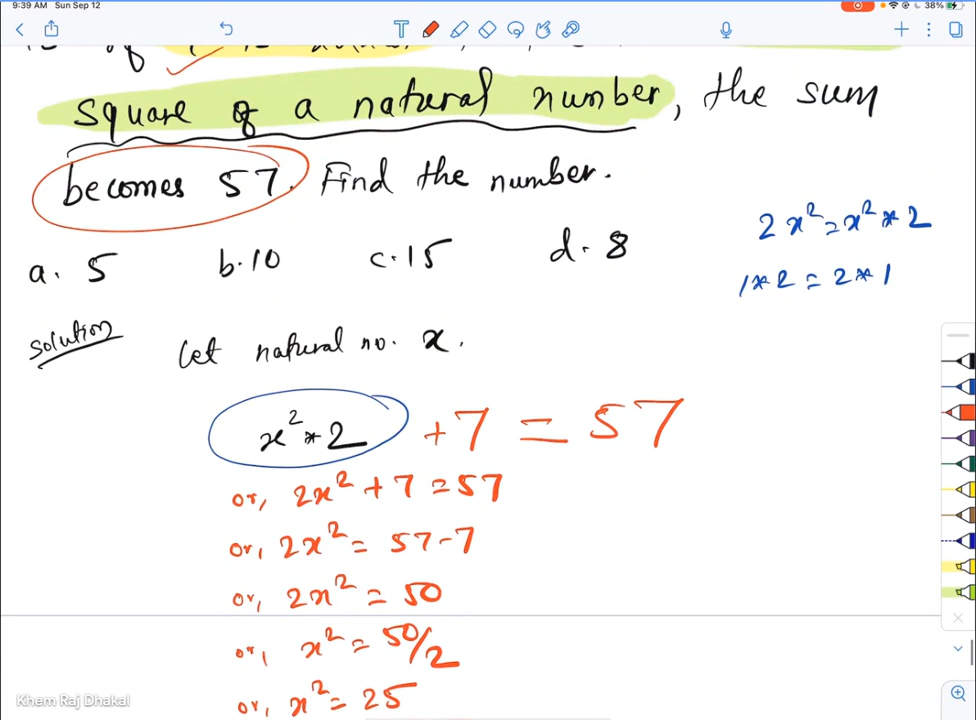 9:39 AM Sun Sep 12
38%
of
square of a natural number, the sum
becomes 57. Find the number.
2x² = x² * 2
a. 5 b. 10 c. 15 d. 8
1*2 = 2*1
solution
Let natural no. x.
x² * 2 + 7 = 57
or, 2x² + 7 = 57
or, 2x² = 57-7
or, 2x² = 50
or, x² = 50/2
or, x² = 25
Khem Raj Dhakal